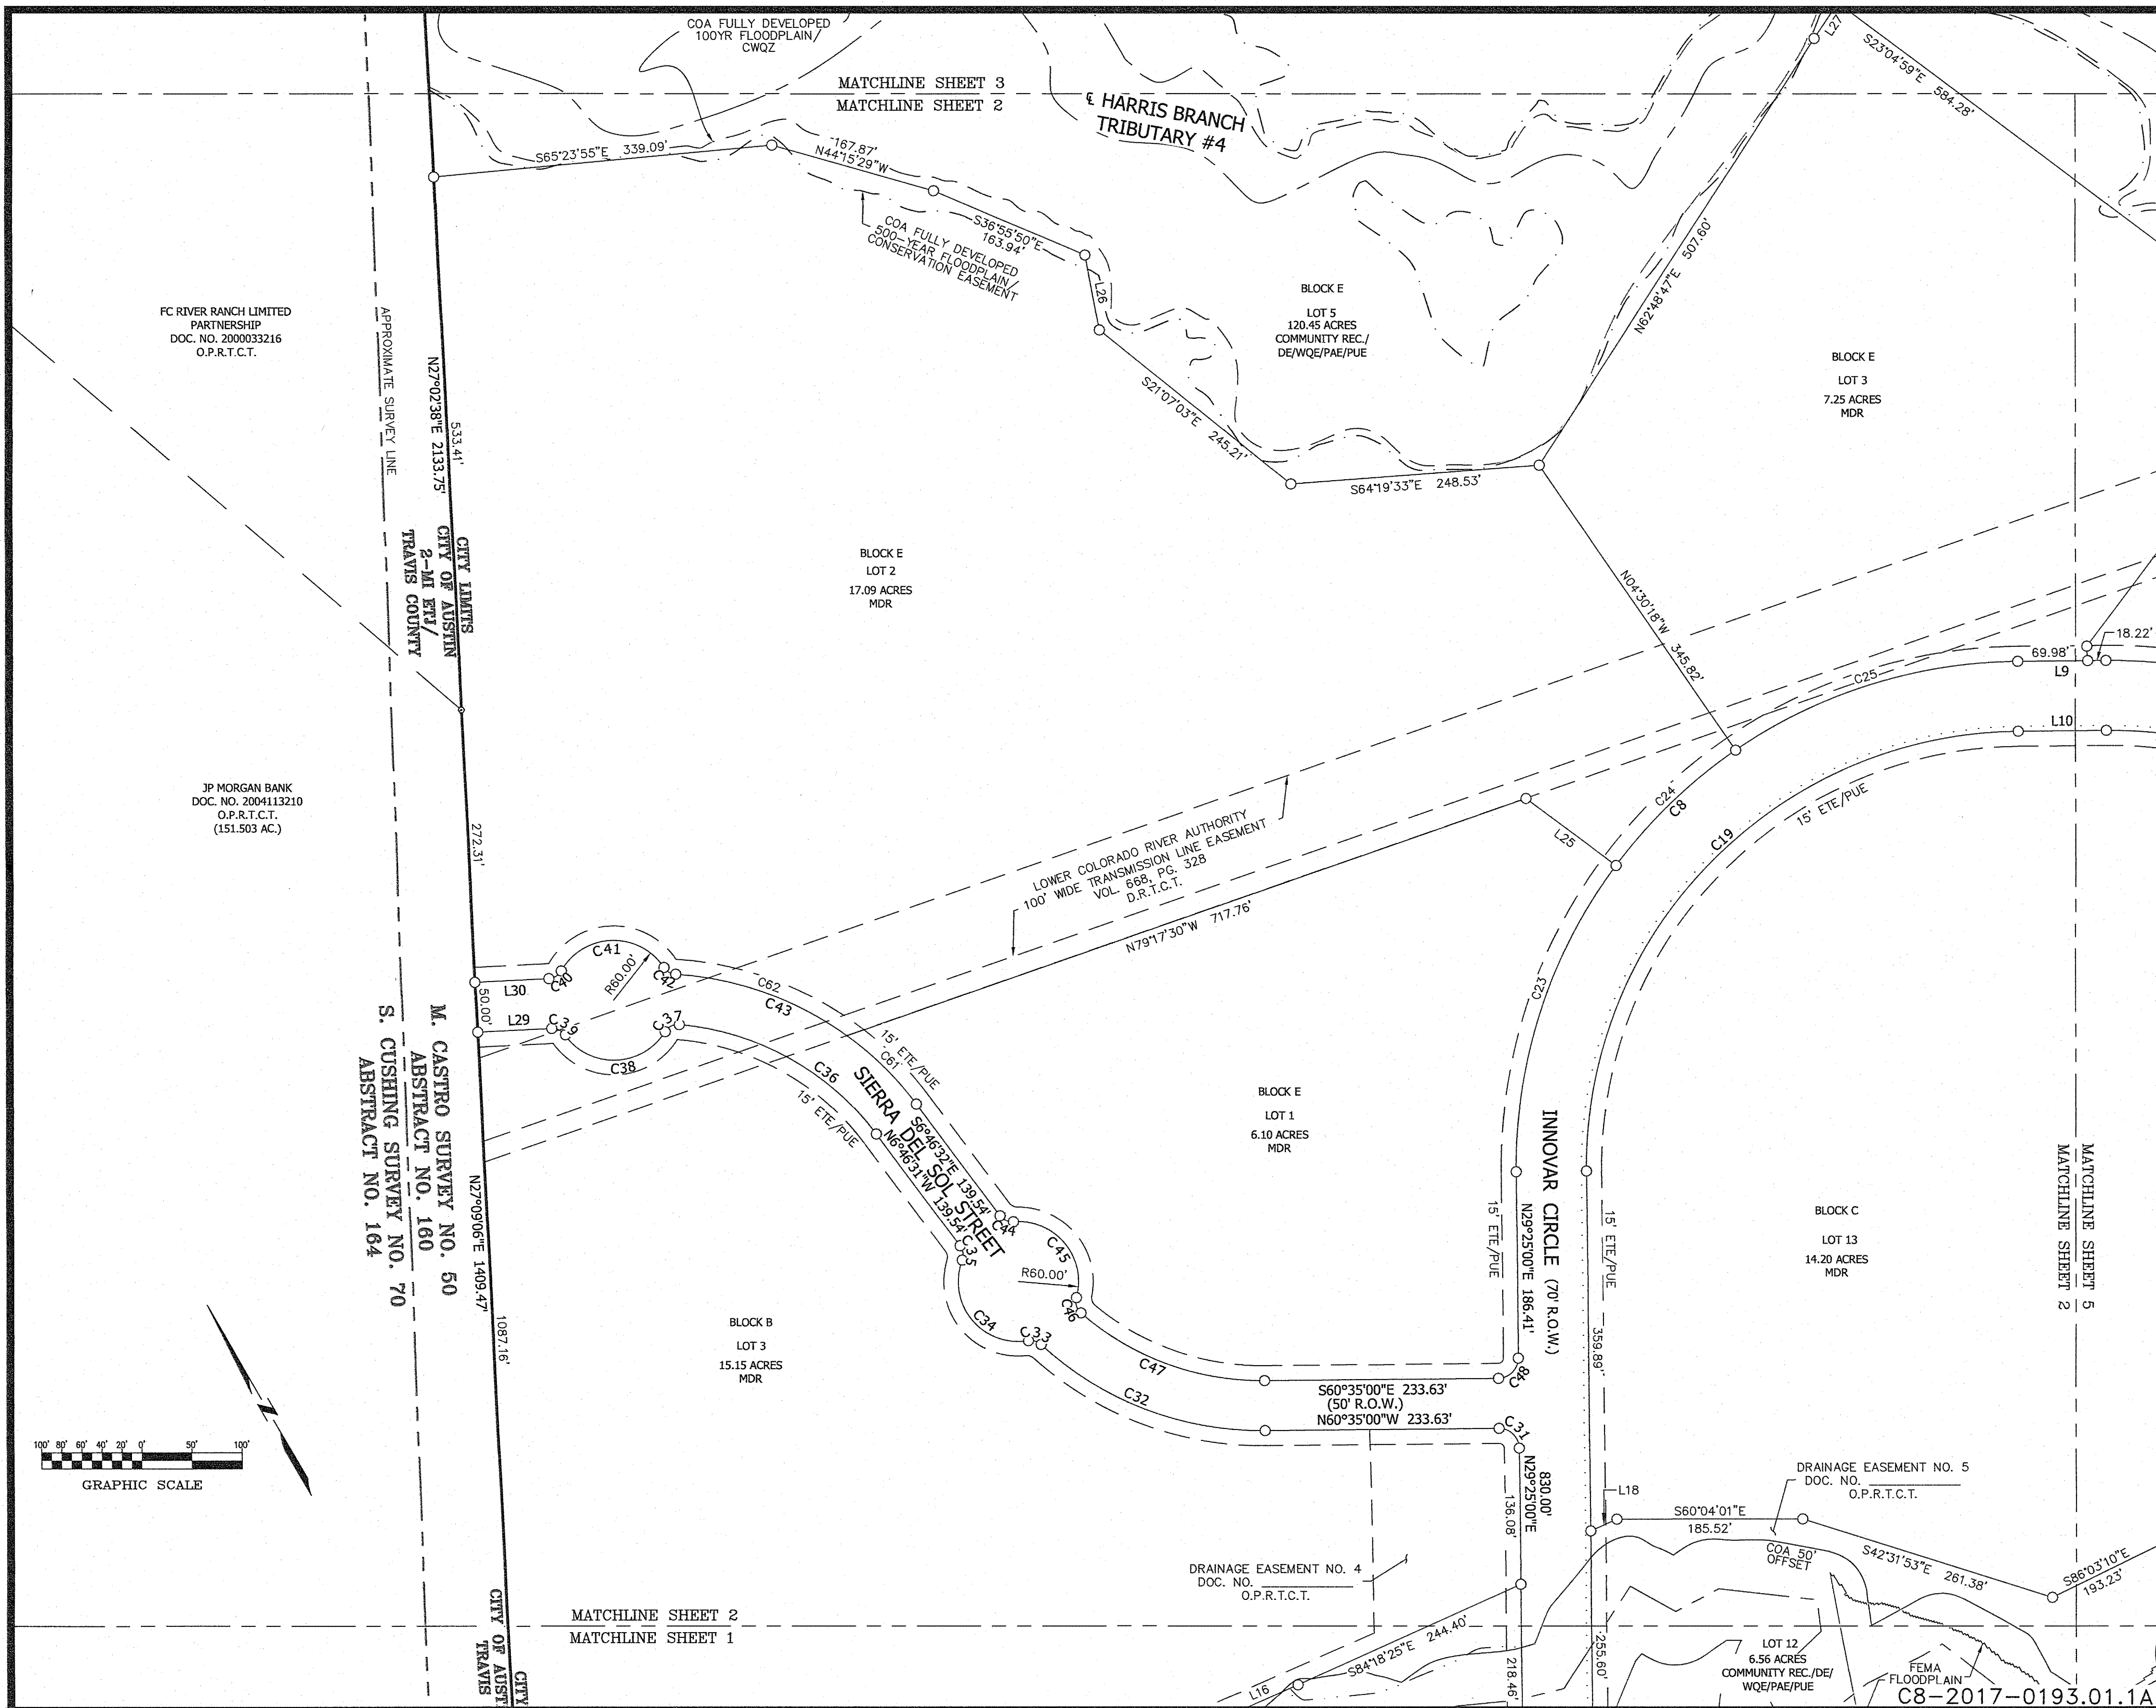 COA FULLY DEVELOPED
100YR FLOODPLAIN/
CWQZ
MATCHLINE SHEET 3
MATCHLINE SHEET 2
℄ HARRIS BRANCH
TRIBUTARY #4
L27
S23°04'59"E
584.28'
S65°23'55"E 339.09'
167.87'
N44°15'29"W
S36°55'50"E
163.94'
COA FULLY DEVELOPED
500-YEAR FLOODPLAIN/
CONSERVATION EASEMENT
L26
S21°07'03"E 245.21'
S64°19'33"E 248.53'
N62°48'47"E 507.60'
BLOCK E
LOT 5
120.45 ACRES
COMMUNITY REC./
DE/WQE/PAE/PUE
BLOCK E
LOT 3
7.25 ACRES
MDR
FC RIVER RANCH LIMITED
PARTNERSHIP
DOC. NO. 2000033216
O.P.R.T.C.T.
APPROXIMATE SURVEY LINE
N27°02'38"E 2133.75'
533.41'
CITY LIMITS
CITY OF AUSTIN
2-MI ETJ/
TRAVIS COUNTY
BLOCK E
LOT 2
17.09 ACRES
MDR
N04°30'18"W 345.82'
18.22'
69.98'
L9
C25
L10
C24
C8
C19
15' ETE/PUE
L25
JP MORGAN BANK
DOC. NO. 2004113210
O.P.R.T.C.T.
(151.503 AC.)
272.31'
LOWER COLORADO RIVER AUTHORITY
100' WIDE TRANSMISSION LINE EASEMENT
VOL. 668, PG. 328
D.R.T.C.T.
N79°17'30"W 717.76'
C41
R60.00'
C40
C42
L30
50.00'
L29
C39
C37
C38
C62
C43
15' ETE/PUE
C61
C36
15' ETE/PUE
SIERRA DEL SOL STREET
S6°46'32"E 139.54'
N6°46'31"W 139.54'
C44
C45
R60.00'
C35
C46
C34
C33
C47
C32
C23
M. CASTRO SURVEY NO. 50
ABSTRACT NO. 160
S. CUSHING SURVEY NO. 70
ABSTRACT NO. 164
N27°09'06"E 1409.47'
1087.16'
BLOCK E
LOT 1
6.10 ACRES
MDR
INNOVAR CIRCLE (70' R.O.W.)
N29°25'00"E 186.41'
15' ETE/PUE
15' ETE/PUE
359.89'
BLOCK C
LOT 13
14.20 ACRES
MDR
MATCHLINE SHEET 5
MATCHLINE SHEET 2
BLOCK B
LOT 3
15.15 ACRES
MDR
C48
S60°35'00"E 233.63'
(50' R.O.W.)
N60°35'00"W 233.63'
C31
830.00'
N29°25'00"E
136.08'
100' 80' 60' 40' 20' 0' 50' 100'
GRAPHIC SCALE
N
L18
DRAINAGE EASEMENT NO. 5
DOC. NO. ____________
O.P.R.T.C.T.
S60°04'01"E
185.52'
COA 50'
OFFSET
S42°31'53"E 261.38'
S86°03'10"E
193.23'
DRAINAGE EASEMENT NO. 4
DOC. NO. ____________
O.P.R.T.C.T.
MATCHLINE SHEET 2
MATCHLINE SHEET 1
CITY OF AUST
TRAVIS
CITY
L16
S84°18'25"E 244.40'
218.46'
255.60'
LOT 12
6.56 ACRES
COMMUNITY REC./DE/
WQE/PAE/PUE
FEMA
FLOODPLAIN
C8-2017-0193.01.1A